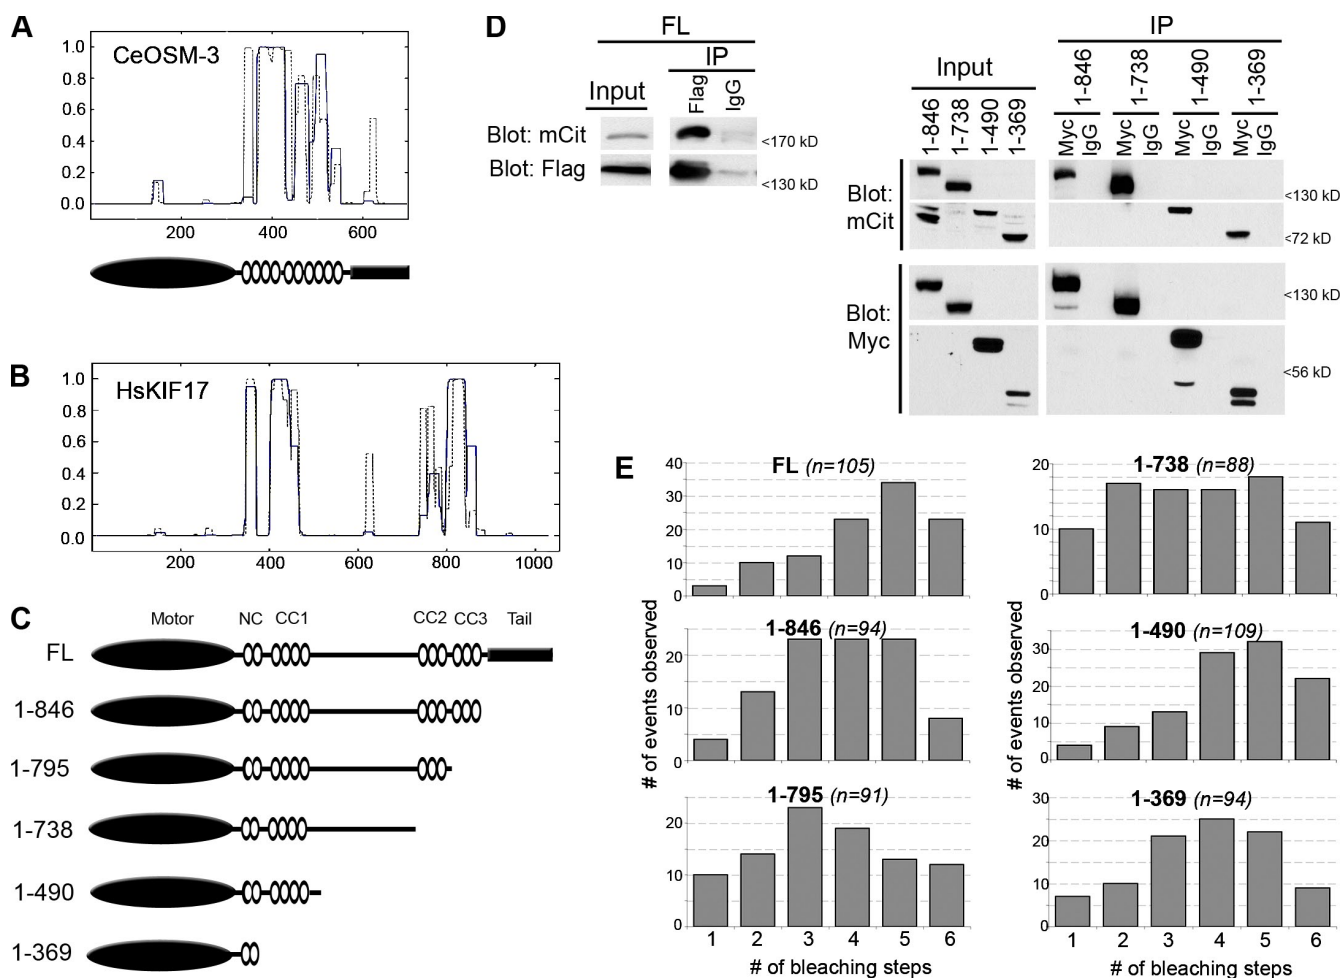 A
CeOSM-3
1.0
0.8
0.6
0.4
0.2
0.0
200 400 600
B
HsKIF17
1.0
0.8
0.6
0.4
0.2
0.0
200 400 600 800 1000
C
Motor NC CC1 CC2 CC3 Tail
FL
1-846
1-795
1-738
1-490
1-369
D
FL
IP
Input Flag IgG
Blot: mCit <170 kD
Blot: Flag <130 kD
Input
1-846 1-738 1-490 1-369
IP
1-846 1-738 1-490 1-369
Myc IgG Myc IgG Myc IgG Myc IgG
Blot:
mCit
<130 kD
<72 kD
Blot:
Myc
<130 kD
<56 kD
E
# of events observed
FL (n=105)
40
30
20
10
0
1-846 (n=94)
20
10
0
1-795 (n=91)
20
10
0
1 2 3 4 5 6
# of bleaching steps
# of events observed
1-738 (n=88)
20
10
0
1-490 (n=109)
30
20
10
0
1-369 (n=94)
30
20
10
0
1 2 3 4 5 6
# of bleaching steps